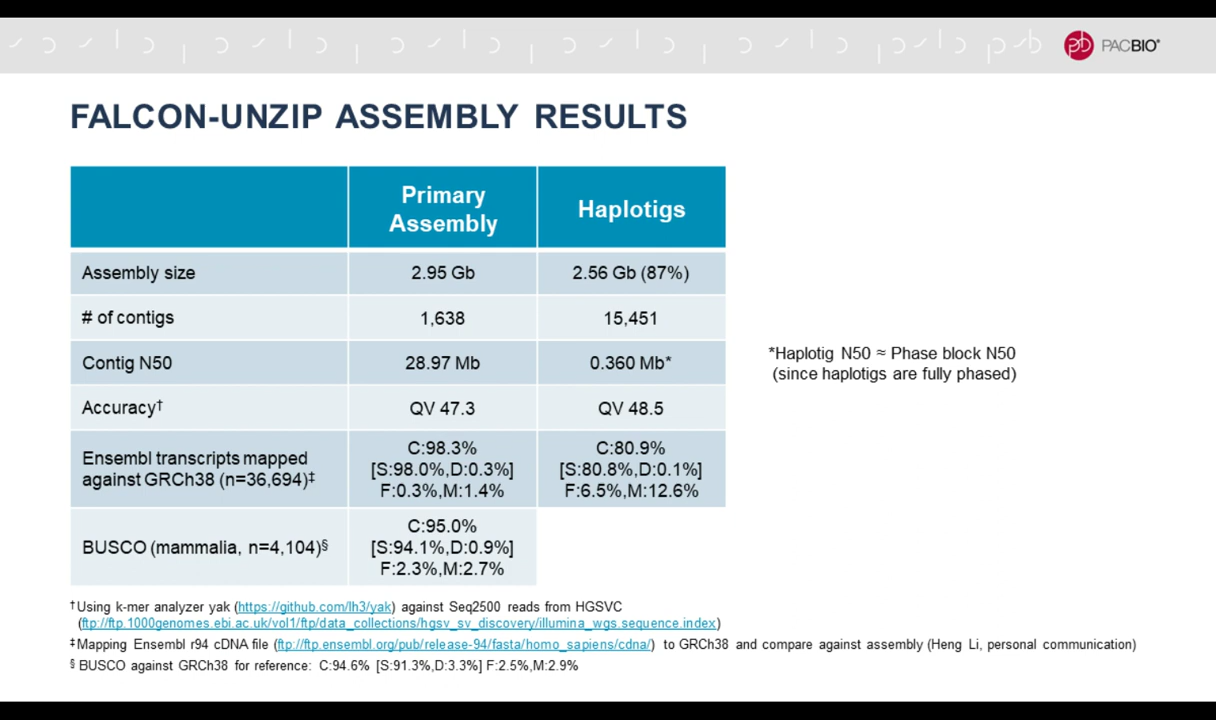 PACBIO®
FALCON-UNZIP ASSEMBLY RESULTS
Primary Assembly
Haplotigs
Assembly size 2.95 Gb 2.56 Gb (87%)
# of contigs 1,638 15,451
Contig N50 28.97 Mb 0.360 Mb*
Accuracy† QV 47.3 QV 48.5
Ensembl transcripts mapped
against GRCh38 (n=36,694)‡
C:98.3%
[S:98.0%,D:0.3%]
F:0.3%,M:1.4%
C:80.9%
[S:80.8%,D:0.1%]
F:6.5%,M:12.6%
BUSCO (mammalia, n=4,104)§
C:95.0%
[S:94.1%,D:0.9%]
F:2.3%,M:2.7%
*Haplotig N50 ≈ Phase block N50
(since haplotigs are fully phased)
†Using k-mer analyzer yak (https://github.com/lh3/yak) against Seq2500 reads from HGSVC
(ftp://ftp.1000genomes.ebi.ac.uk/vol1/ftp/data_collections/hgsv_sv_discovery/illumina_wgs.sequence.index)
‡Mapping Ensembl r94 cDNA file (ftp://ftp.ensembl.org/pub/release-94/fasta/homo_sapiens/cdna/) to GRCh38 and compare against assembly (Heng Li, personal communication)
§ BUSCO against GRCh38 for reference: C:94.6% [S:91.3%,D:3.3%] F:2.5%,M:2.9%